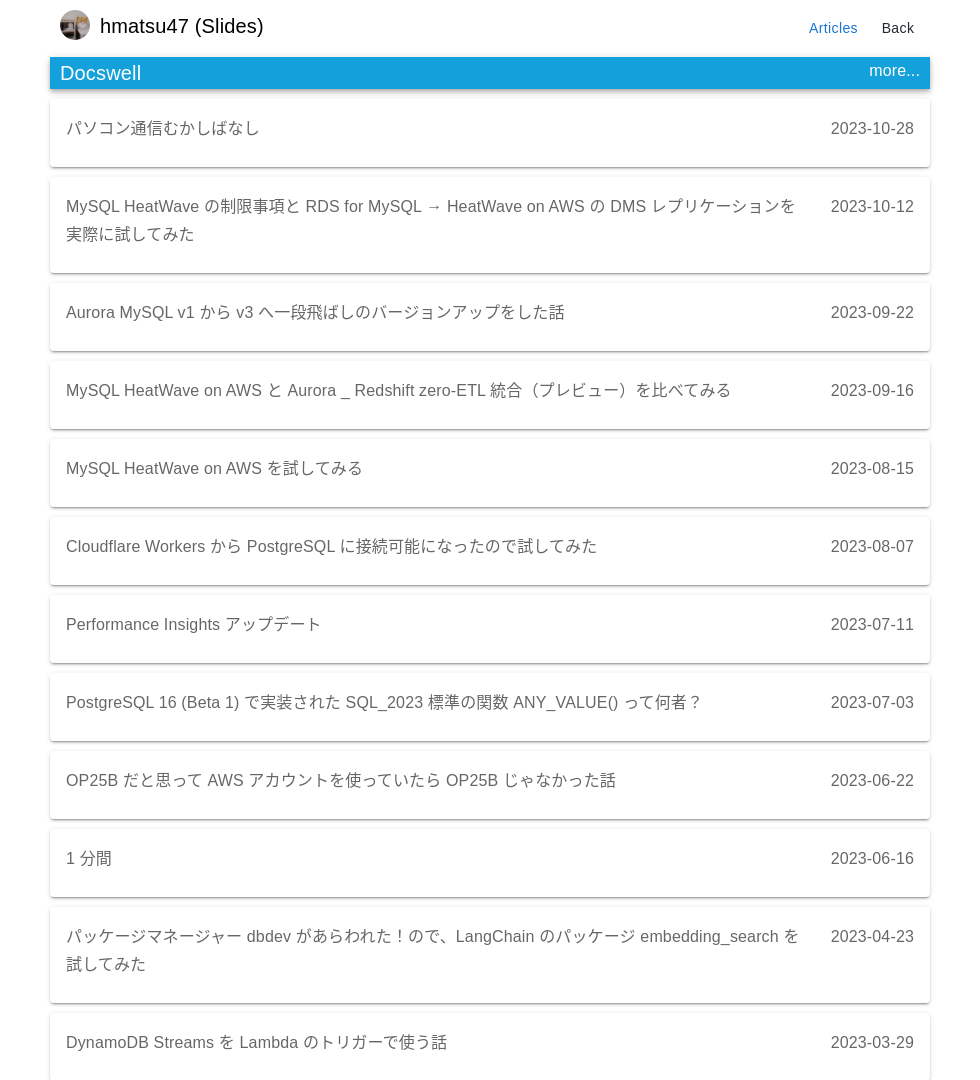 hmatsu47 (Slides)
Articles
Back
Docswell
more...
パソコン通信むかしばなし
2023-10-28
MySQL HeatWave の制限事項と RDS for MySQL → HeatWave on AWS の DMS レプリケーションを
2023-10-12
実際に試してみた
Aurora MySQL v1 から v3 へ一段飛ばしのバージョンアップをした話
2023-09-22
MySQL HeatWave on AWS と Aurora _ Redshift zero-ETL 統合（プレビュー）を比べてみる
2023-09-16
MySQL HeatWave on AWS を試してみる
2023-08-15
Cloudflare Workers から PostgreSQL に接続可能になったので試してみた
2023-08-07
Performance Insights アップデート
2023-07-11
PostgreSQL 16 (Beta 1) で実装された SQL_2023 標準の関数 ANY_VALUE() って何者？
2023-07-03
OP25B だと思って AWS アカウントを使っていたら OP25B じゃなかった話
2023-06-22
1 分間
2023-06-16
パッケージマネージャー dbdev があらわれた！ので、LangChain のパッケージ embedding_search を
2023-04-23
試してみた
DynamoDB Streams を Lambda のトリガーで使う話
2023-03-29